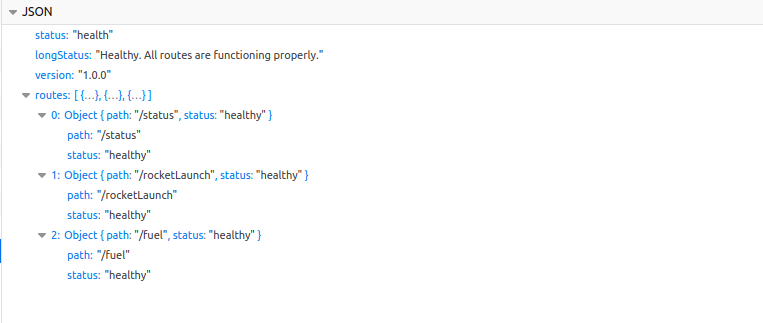 JSON
status: "health"
longStatus: "Healthy. All routes are functioning properly."
version: "1.0.0"
routes: [ {…}, {…}, {…} ]
0: Object { path: "/status", status: "healthy" }
path: "/status"
status: "healthy"
1: Object { path: "/rocketLaunch", status: "healthy" }
path: "/rocketLaunch"
status: "healthy"
2: Object { path: "/fuel", status: "healthy" }
path: "/fuel"
status: "healthy"